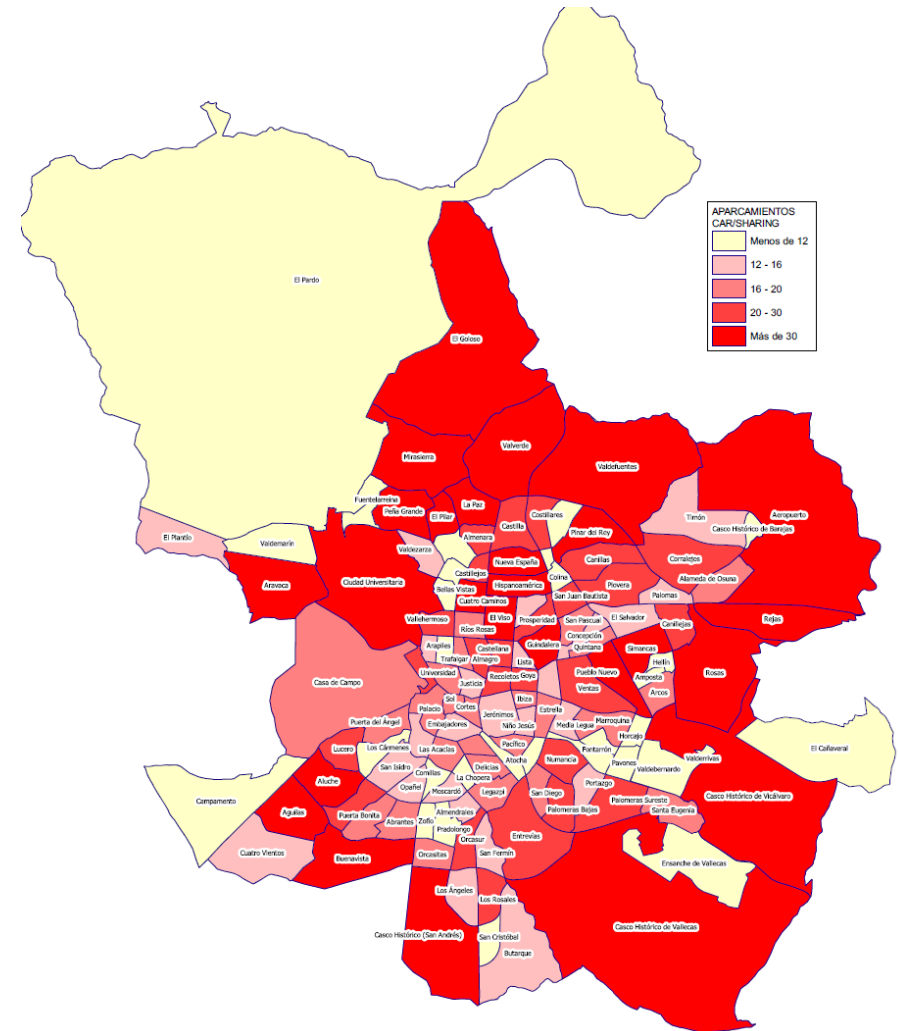 APARCAMIENTOS
CAR/SHARING
Menos de 12
12 - 16
16 - 20
20 - 30
Más de 30
El Pardo
El Goloso
Mirasierra
Valverde
Valdefuentes
Fuentelarreina
Peña Grande
El Pilar
La Paz
Costillares
Timón
Aeropuerto
Casco Histórico de Barajas
El Plantío
Valdemarín
Valdezarza
Almenara
Castilla
Pinar del Rey
Aravaca
Ciudad Universitaria
Castillejos
Nueva España
Colina
Canillas
Corralejos
Bellas Vistas
Hispanoamérica
Piovera
Alameda de Osuna
Cuatro Caminos
San Juan Bautista
Palomas
Vallehermoso
Ríos Rosas
El Viso
Prosperidad
San Pascual
El Salvador
Canillejas
Rejas
Arapiles
Trafalgar
Almagro
Castellana
Guindalera
Concepción
Quintana
Simancas
Hellín
Lista
Universidad
Justicia
Recoletos
Goya
Pueblo Nuevo
Amposta
Rosas
Casa de Campo
Ventas
Arcos
Sol
Palacio
Cortes
Ibiza
Jerónimos
Estrella
Puerta del Ángel
Embajadores
Niño Jesús
Media Legua
Marroquina
Horcajo
Lucero
Los Cármenes
Las Acacias
Pacífico
Fontarrón
El Cañaveral
San Isidro
Comillas
Delicias
Atocha
Numancia
Pavones
Valdebernardo
Valderrivas
Aluche
Opañel
Moscardó
La Chopera
Legazpi
San Diego
Portazgo
Campamento
Aguilas
Puerta Bonita
Abrantes
Zofío
Almendrales
Palomeras Bajas
Palomeras Sureste
Santa Eugenia
Casco Histórico de Vicálvaro
Pradolongo
Orcasur
Entrevías
Cuatro Vientos
Buenavista
Orcasitas
San Fermín
Ensanche de Vallecas
Los Ángeles
Los Rosales
Casco Histórico (San Andrés)
San Cristóbal
Butarque
Casco Histórico de Vallecas